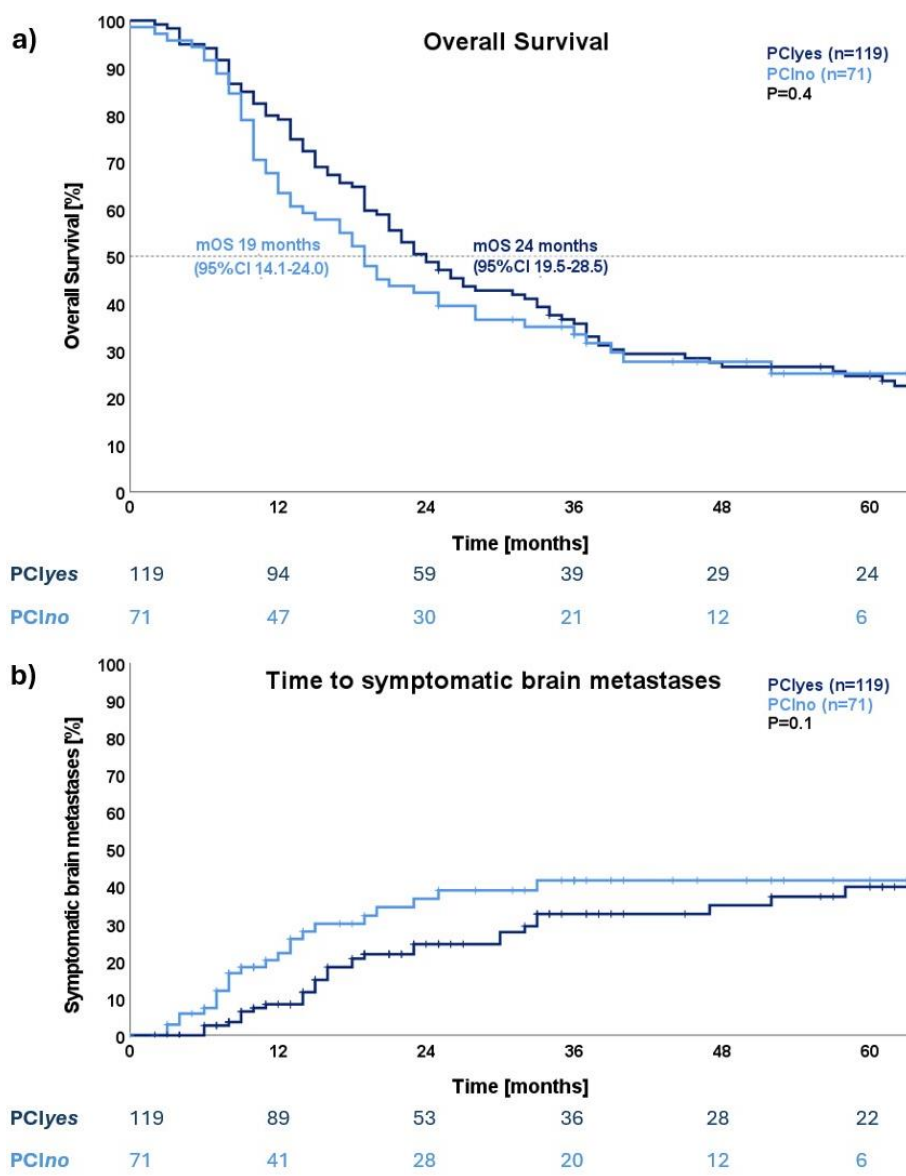 a)
Overall Survival
PCIyes (n=119)
PCIno (n=71)
P=0.4
Overall Survival [%]
100
90
80
70
60
50
40
30
20
10
0
mOS 19 months
(95%CI 14.1-24.0)
mOS 24 months
(95%CI 19.5-28.5)
0 12 24 36 48 60
Time [months]
PCIyes 119 94 59 39 29 24
PCIno 71 47 30 21 12 6
b)
Time to symptomatic brain metastases
PCIyes (n=119)
PCIno (n=71)
P=0.1
Symptomatic brain metastases [%]
100
90
80
70
60
50
40
30
20
10
0
0 12 24 36 48 60
Time [months]
PCIyes 119 89 53 36 28 22
PCIno 71 41 28 20 12 6